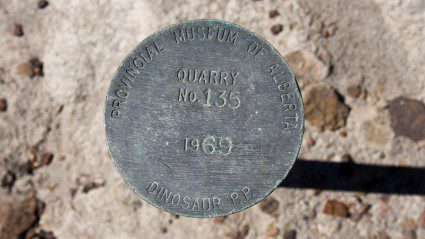 PROVINCIAL MUSEUM OF ALBERTA
QUARRY
No. 135
1969
DINOSAUR P.P.